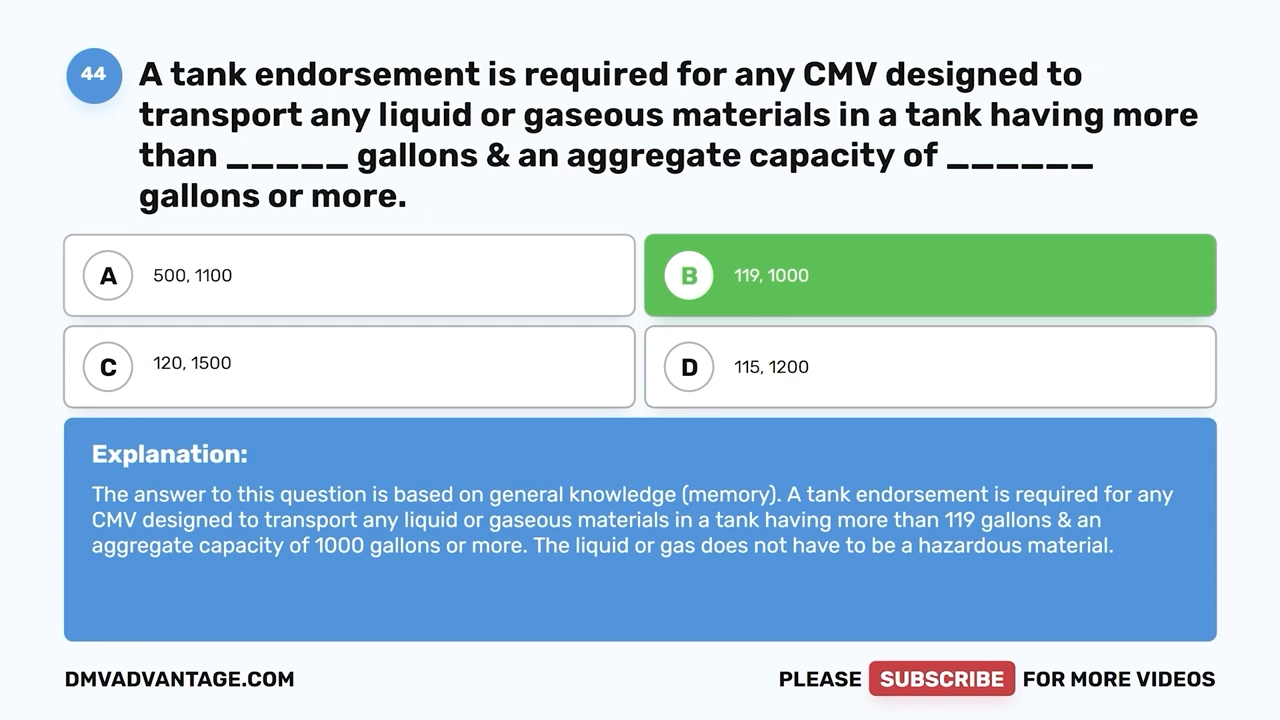 44
A tank endorsement is required for any CMV designed to
transport any liquid or gaseous materials in a tank having more
than _____ gallons & an aggregate capacity of ______
gallons or more.
A 500, 1100
B 119, 1000
C 120, 1500
D 115, 1200
Explanation:
The answer to this question is based on general knowledge (memory). A tank endorsement is required for any
CMV designed to transport any liquid or gaseous materials in a tank having more than 119 gallons & an
aggregate capacity of 1000 gallons or more. The liquid or gas does not have to be a hazardous material.
DMVADVANTAGE.COM
PLEASE SUBSCRIBE FOR MORE VIDEOS